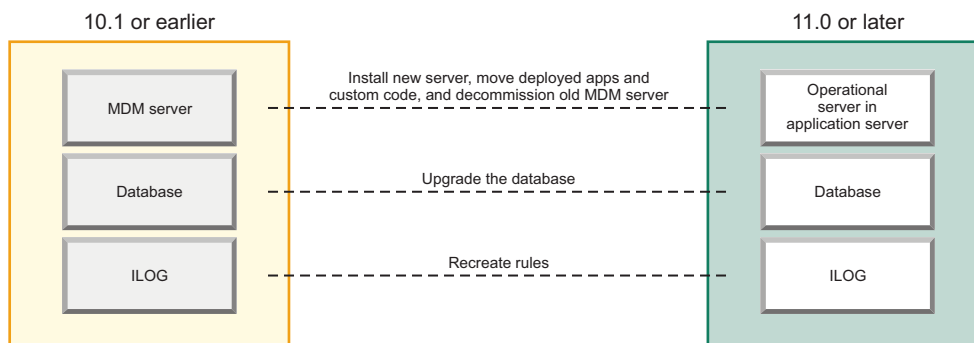 10.1 or earlier
11.0 or later
MDM server
Install new server, move deployed apps and
custom code, and decommission old MDM server
Operational
server in
application server
Database
Upgrade the database
Database
ILOG
Recreate rules
ILOG